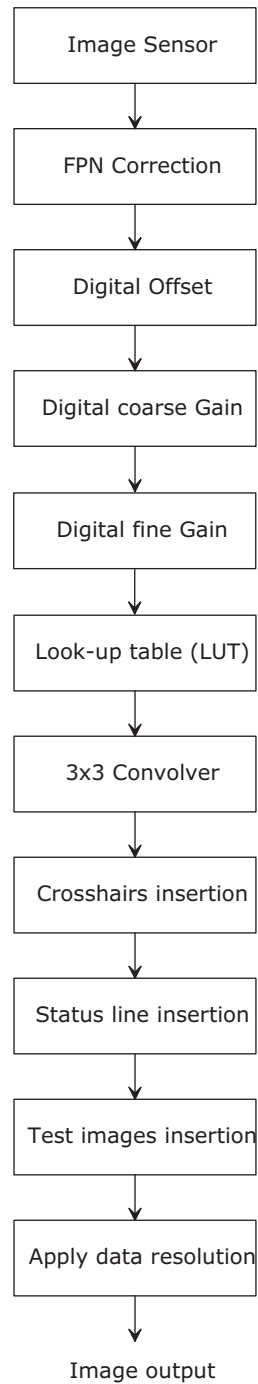 Image Sensor
FPN Correction
Digital Offset
Digital coarse Gain
Digital fine Gain
Look-up table (LUT)
3x3 Convolver
Crosshairs insertion
Status line insertion
Test images insertion
Apply data resolution
Image output